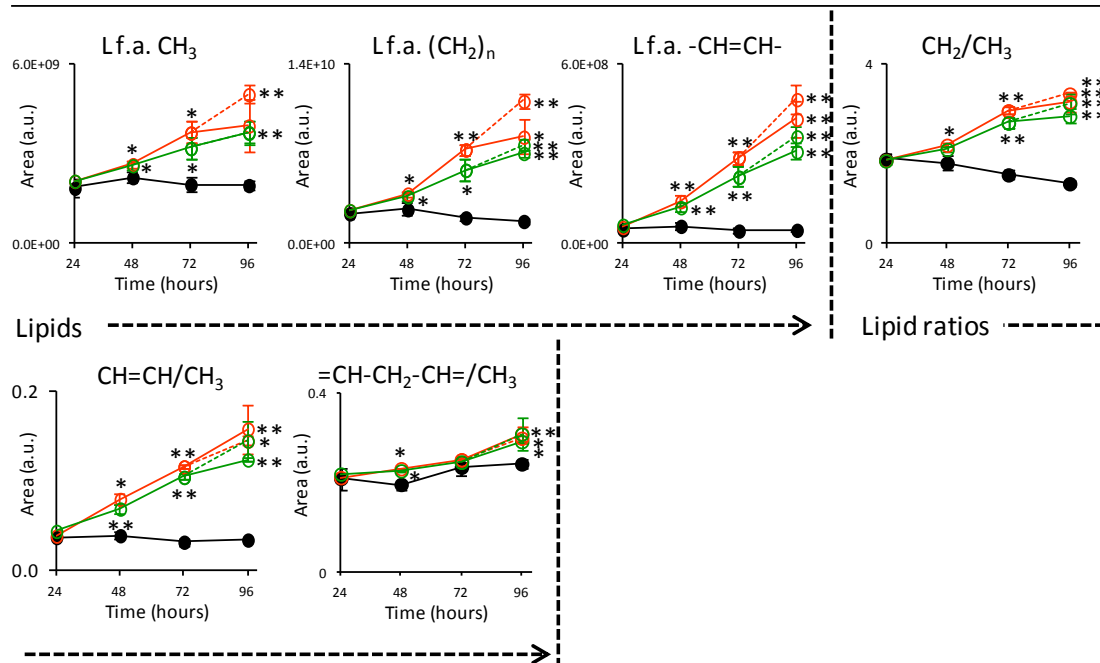 L f.a. CH₃
L f.a. (CH₂)n
L f.a. -CH=CH-
CH₂/CH₃
6.0E+09
1.4E+10
6.0E+08
4
Area (a.u.)
Area (a.u.)
Area (a.u.)
Area (a.u.)
* * * * ** **
* * ** * ** * ** **
** ** ** ** ** ** ** **
* ** ** ** ** **
0.0E+00
0.0E+00
0.0E+00
0
24 48 72 96
24 48 72 96
24 48 72 96
24 48 72 96
Time (hours)
Time (hours)
Time (hours)
Time (hours)
Lipids
Lipid ratios
CH=CH/CH₃
=CH-CH₂-CH=/CH₃
0.2
0.4
Area (a.u.)
Area (a.u.)
* ** ** ** ** * **
* * ** * *
0.0
0
24 48 72 96
24 48 72 96
Time (hours)
Time (hours)